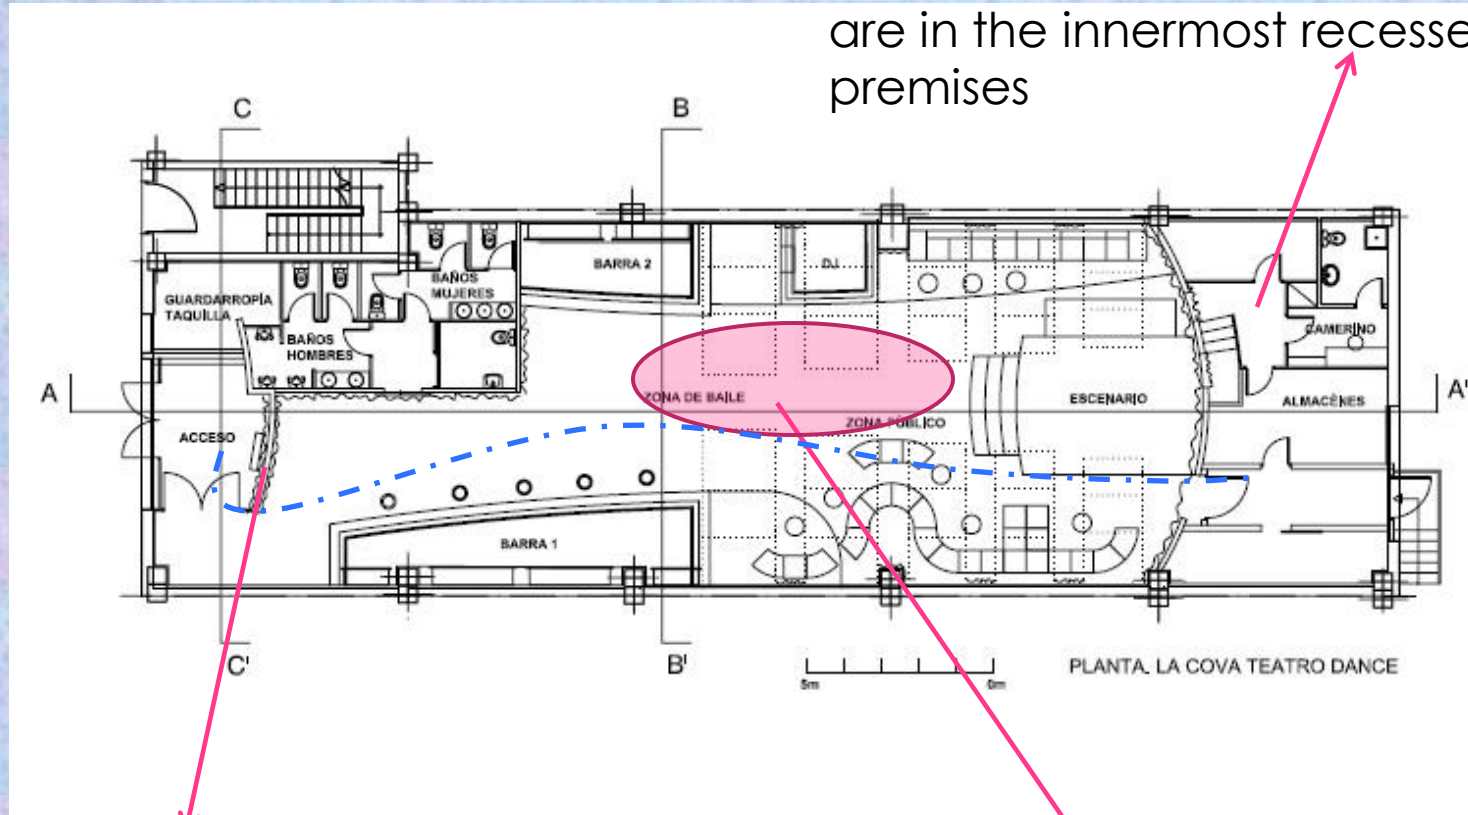 are in the innermost recesse
premises
C
B
BARRA 2
DJ
BAÑOS
MUJERES
GUARDARROPÍA
TAQUILLA
BAÑOS
HOMBRES
CAMERINO
A
A'
ZONA DE BAILE
ESCENARIO
ALMACÈNES
ZONA PÚBLICO
ACCESO
BARRA 1
C'
B'
5m
0m
PLANTA. LA COVA TEATRO DANCE